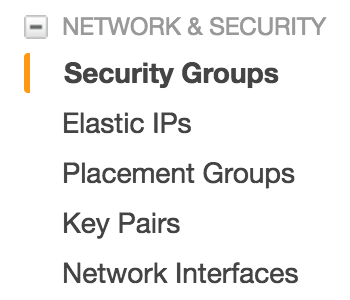 NETWORK & SECURITY
Security Groups
Elastic IPs
Placement Groups
Key Pairs
Network Interfaces